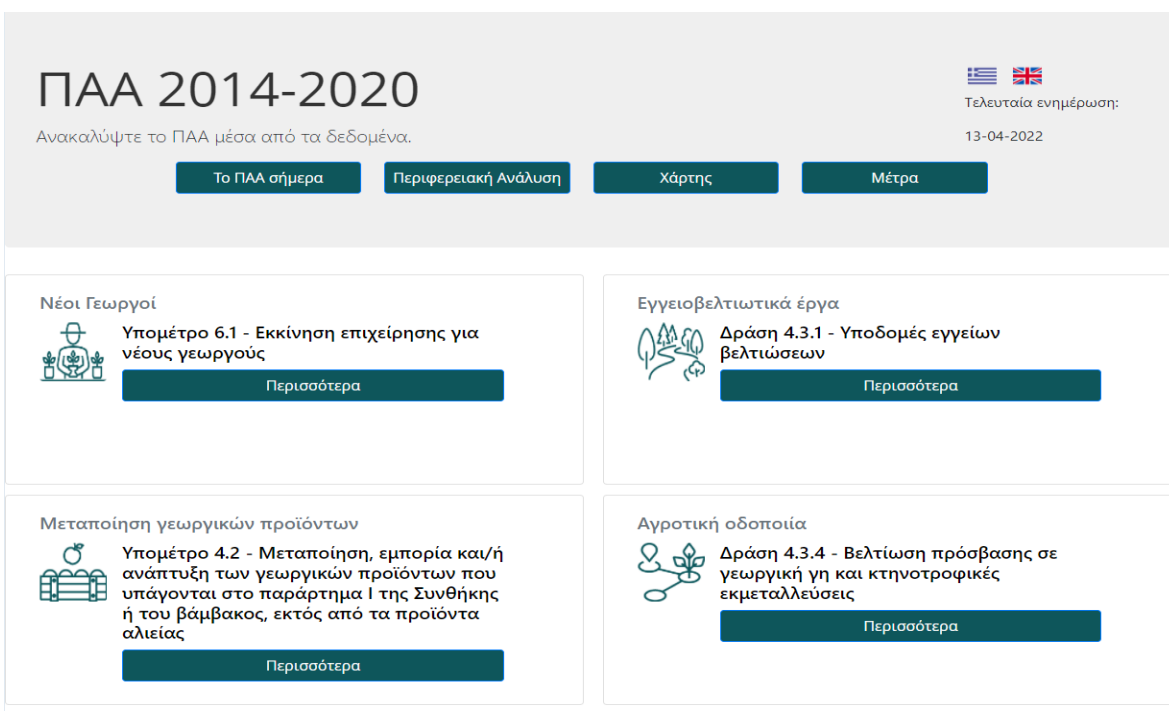 ΠΑΑ 2014-2020
Ανακαλύψτε το ΠΑΑ μέσα από τα δεδομένα.
Τελευταία ενημέρωση:
13-04-2022
Το ΠΑΑ σήμερα
Περιφερειακή Ανάλυση
Χάρτης
Μέτρα
Νέοι Γεωργοί
Υπομέτρο 6.1 - Εκκίνηση επιχείρησης για
νέους γεωργούς
Περισσότερα
Εγγειοβελτιωτικά έργα
Δράση 4.3.1 - Υποδομές εγγείων
βελτιώσεων
Περισσότερα
Μεταποίηση γεωργικών προϊόντων
Υπομέτρο 4.2 - Μεταποίηση, εμπορία και/ή
ανάπτυξη των γεωργικών προϊόντων που
υπάγονται στο παράρτημα Ι της Συνθήκης
ή του βάμβακος, εκτός από τα προϊόντα
αλιείας
Περισσότερα
Αγροτική οδοποιία
Δράση 4.3.4 - Βελτίωση πρόσβασης σε
γεωργική γη και κτηνοτροφικές
εκμεταλλεύσεις
Περισσότερα